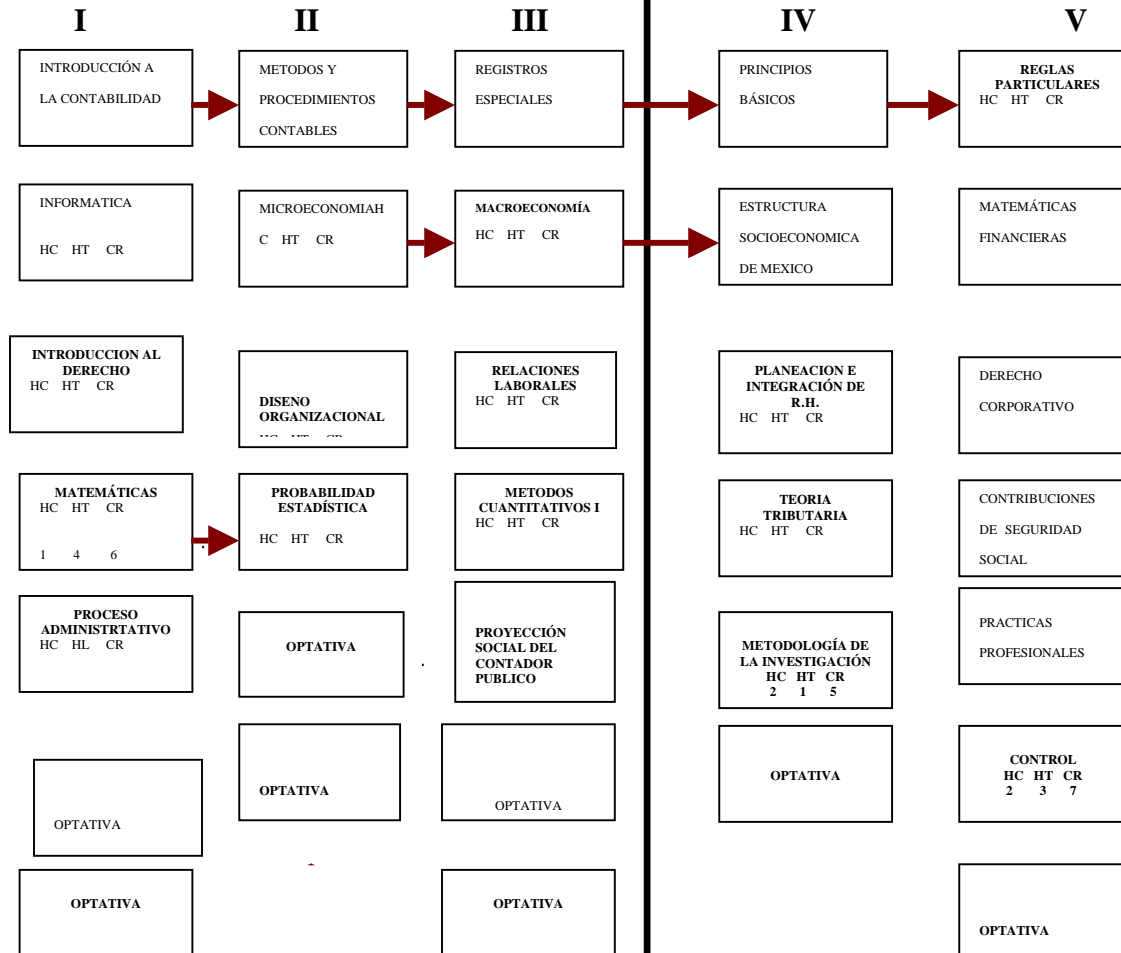 I
II
III
IV
V
INTRODUCCIÓN A
LA CONTABILIDAD
METODOS Y
PROCEDIMIENTOS
CONTABLES
REGISTROS
ESPECIALES
PRINCIPIOS
BÁSICOS
REGLAS
PARTICULARES
HC HT CR
INFORMATICA
HC HT CR
MICROECONOMIAH
C HT CR
MACROECONOMÍA
HC HT CR
ESTRUCTURA
SOCIOECONOMICA
DE MEXICO
MATEMÁTICAS
FINANCIERAS
INTRODUCCION AL
DERECHO
HC HT CR
DISENO
ORGANIZACIONAL
HC HT CR
RELACIONES
LABORALES
HC HT CR
PLANEACION E
INTEGRACIÓN DE
R.H.
HC HT CR
DERECHO
CORPORATIVO
MATEMÁTICAS
HC HT CR
1 4 6
PROBABILIDAD
ESTADÍSTICA
HC HT CR
METODOS
CUANTITATIVOS I
HC HT CR
TEORIA
TRIBUTARIA
HC HT CR
CONTRIBUCIONES
DE SEGURIDAD
SOCIAL
PROCESO
ADMINISTRTATIVO
HC HL CR
OPTATIVA
PROYECCIÓN
SOCIAL DEL
CONTADOR
PUBLICO
METODOLOGÍA DE
LA INVESTIGACIÓN
HC HT CR
2 1 5
PRACTICAS
PROFESIONALES
OPTATIVA
OPTATIVA
OPTATIVA
OPTATIVA
CONTROL
HC HT CR
2 3 7
OPTATIVA
OPTATIVA
OPTATIVA